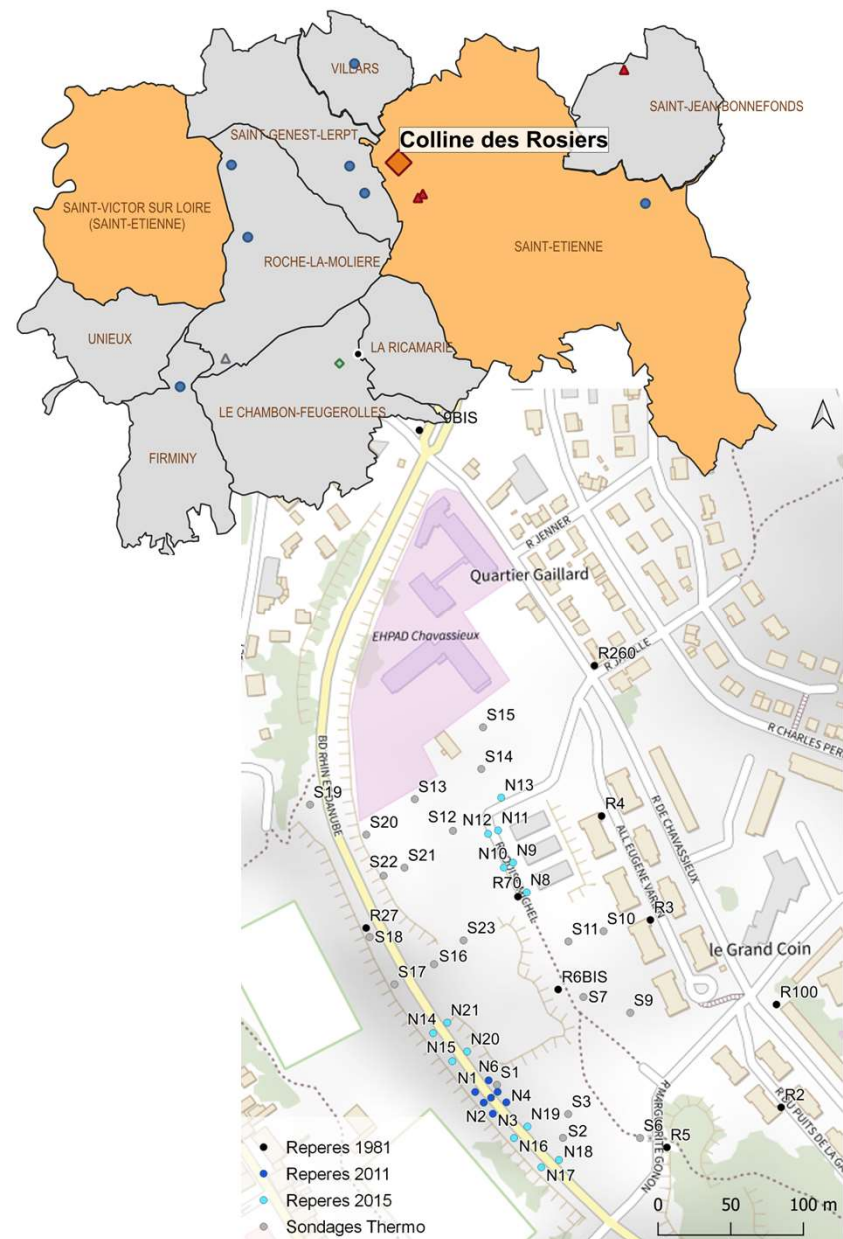 VILLARS
SAINT-JEAN-BONNEFONDS
SAINT-GENEST-LERPT
Colline des Rosiers
SAINT-VICTOR SUR LOIRE
(SAINT-ETIENNE)
SAINT-ETIENNE
ROCHE-LA-MOLIERE
UNIEUX
LA RICAMARIE
LE CHAMBON-FEUGEROLLES
FIRMINY
9BIS
R JENNER
Quartier Gaillard
EHPAD Chavassieux
R260
R CHARLES PER
S15
BD RHIN ET DANUBE
S14
S13
N13
S19
R4
R DE CHAVASSIEUX
S12
N12
N11
S20
ALL EUGENE VARLIN
N10
N9
S22
S21
N8
R70
R27
R3
S10
S18
S23
S11
le Grand Coin
S16
S17
R6BIS
S7
R100
S9
N21
N14
N20
N15
N6
S1
N1
N4
R MARGUERITE GONON
R2
N2
N3
N19
S3
R DU PUITS DE LA
N16
S2
S6
R5
N18
N17
Reperes 1981
Reperes 2011
Reperes 2015
Sondages Thermo
0 50 100 m